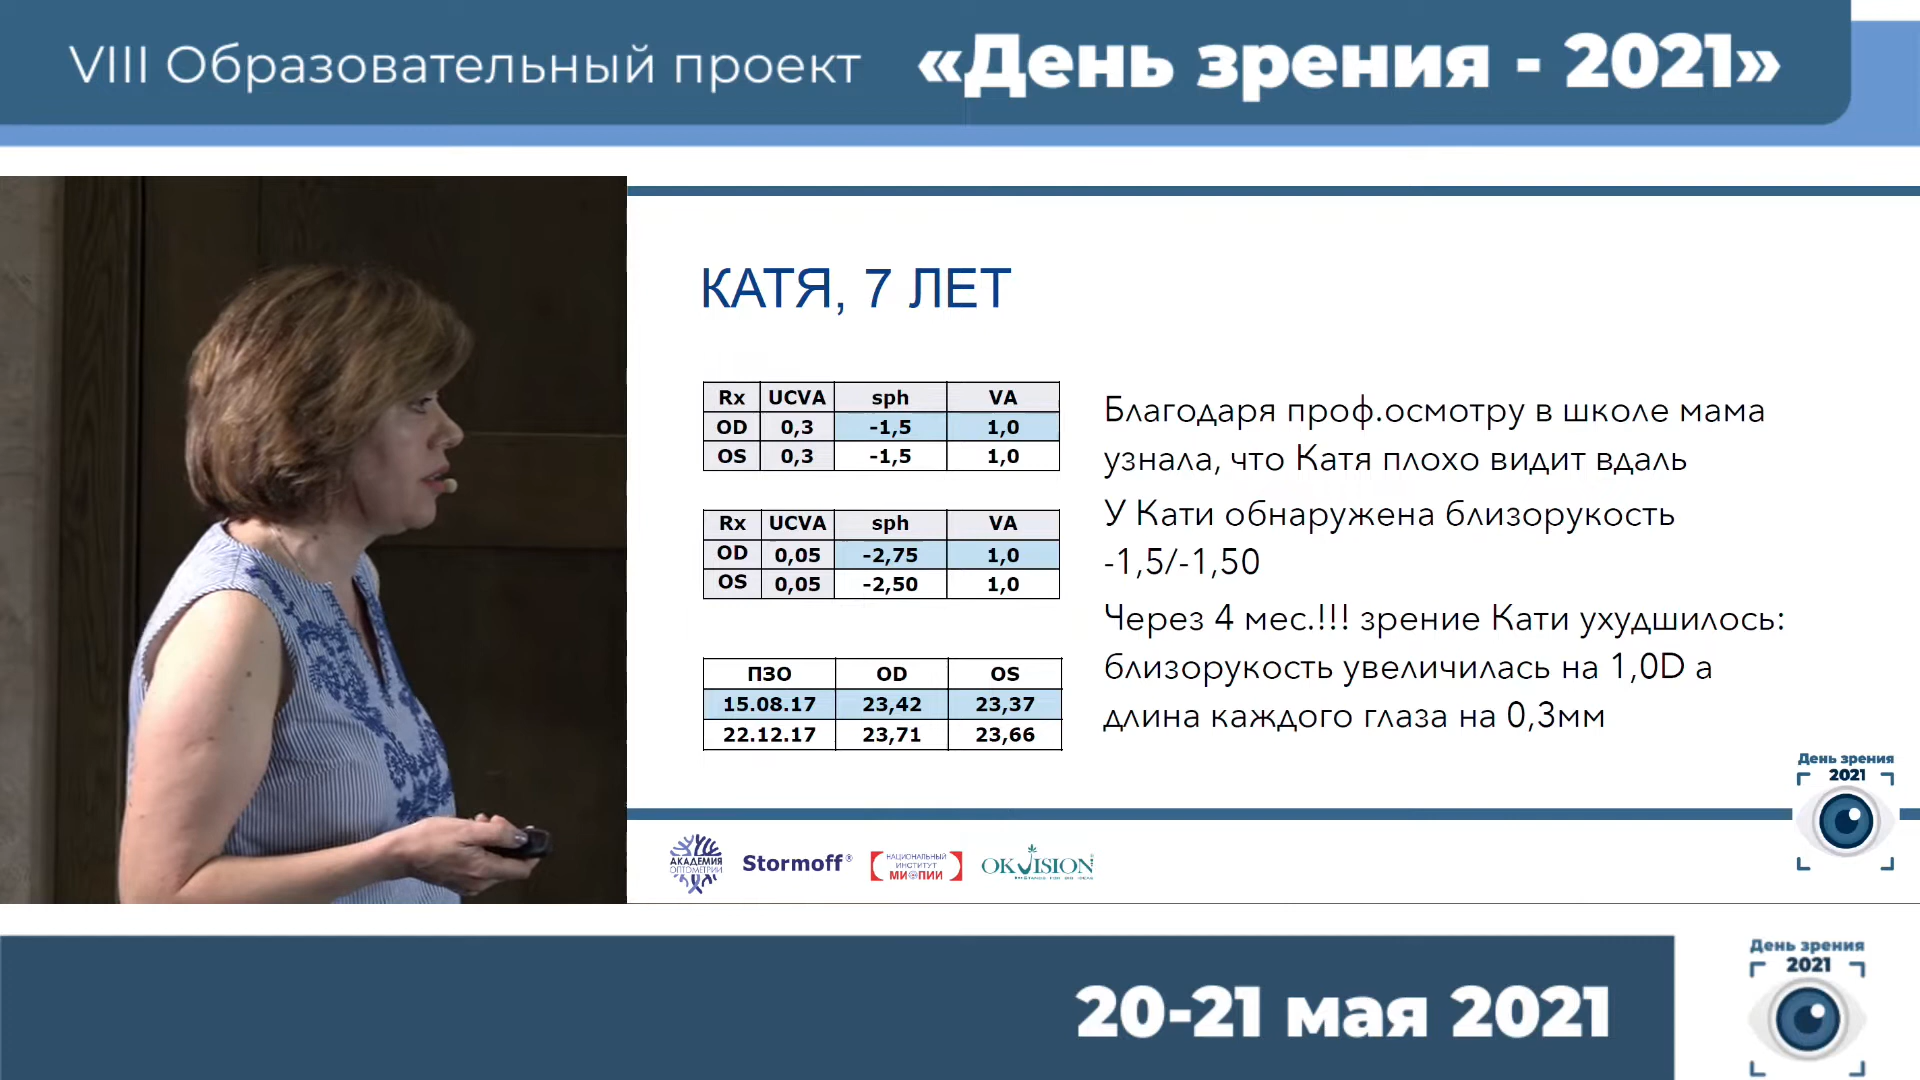 VIII Образовательный проект «День зрения - 2021»
КАТЯ, 7 ЛЕТ
Rx UCVA sph VA
OD 0,3 -1,5 1,0
OS 0,3 -1,5 1,0
Rx UCVA sph VA
OD 0,05 -2,75 1,0
OS 0,05 -2,50 1,0
ПЗО OD OS
15.08.17 23,42 23,37
22.12.17 23,71 23,66
Благодаря проф.осмотру в школе мама
узнала, что Катя плохо видит вдаль
У Кати обнаружена близорукость
-1,5/-1,50
Через 4 мес.!!! зрение Кати ухудшилось:
близорукость увеличилась на 1,0D а
длина каждого глаза на 0,3мм
День зрения
2021
АКАДЕМИЯ
ОПТОМЕТРИИ
Stormoff®
НАЦИОНАЛЬНЫЙ
ИНСТИТУТ
МИОПИИ
OKVISION
20-21 мая 2021
День зрения
2021